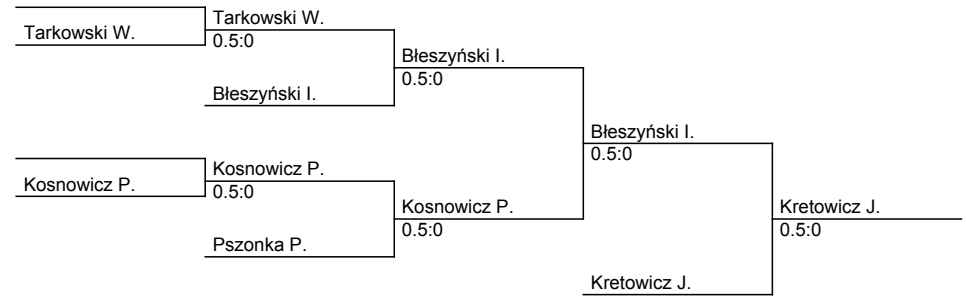 Tarkowski W.
Tarkowski W.
0.5:0
Błeszyński I.
Błeszyński I.
0.5:0
Kosnowicz P.
Kosnowicz P.
0.5:0
Pszonka P.
Kosnowicz P.
0.5:0
Błeszyński I.
0.5:0
Kretowicz J.
Kretowicz J.
0.5:0